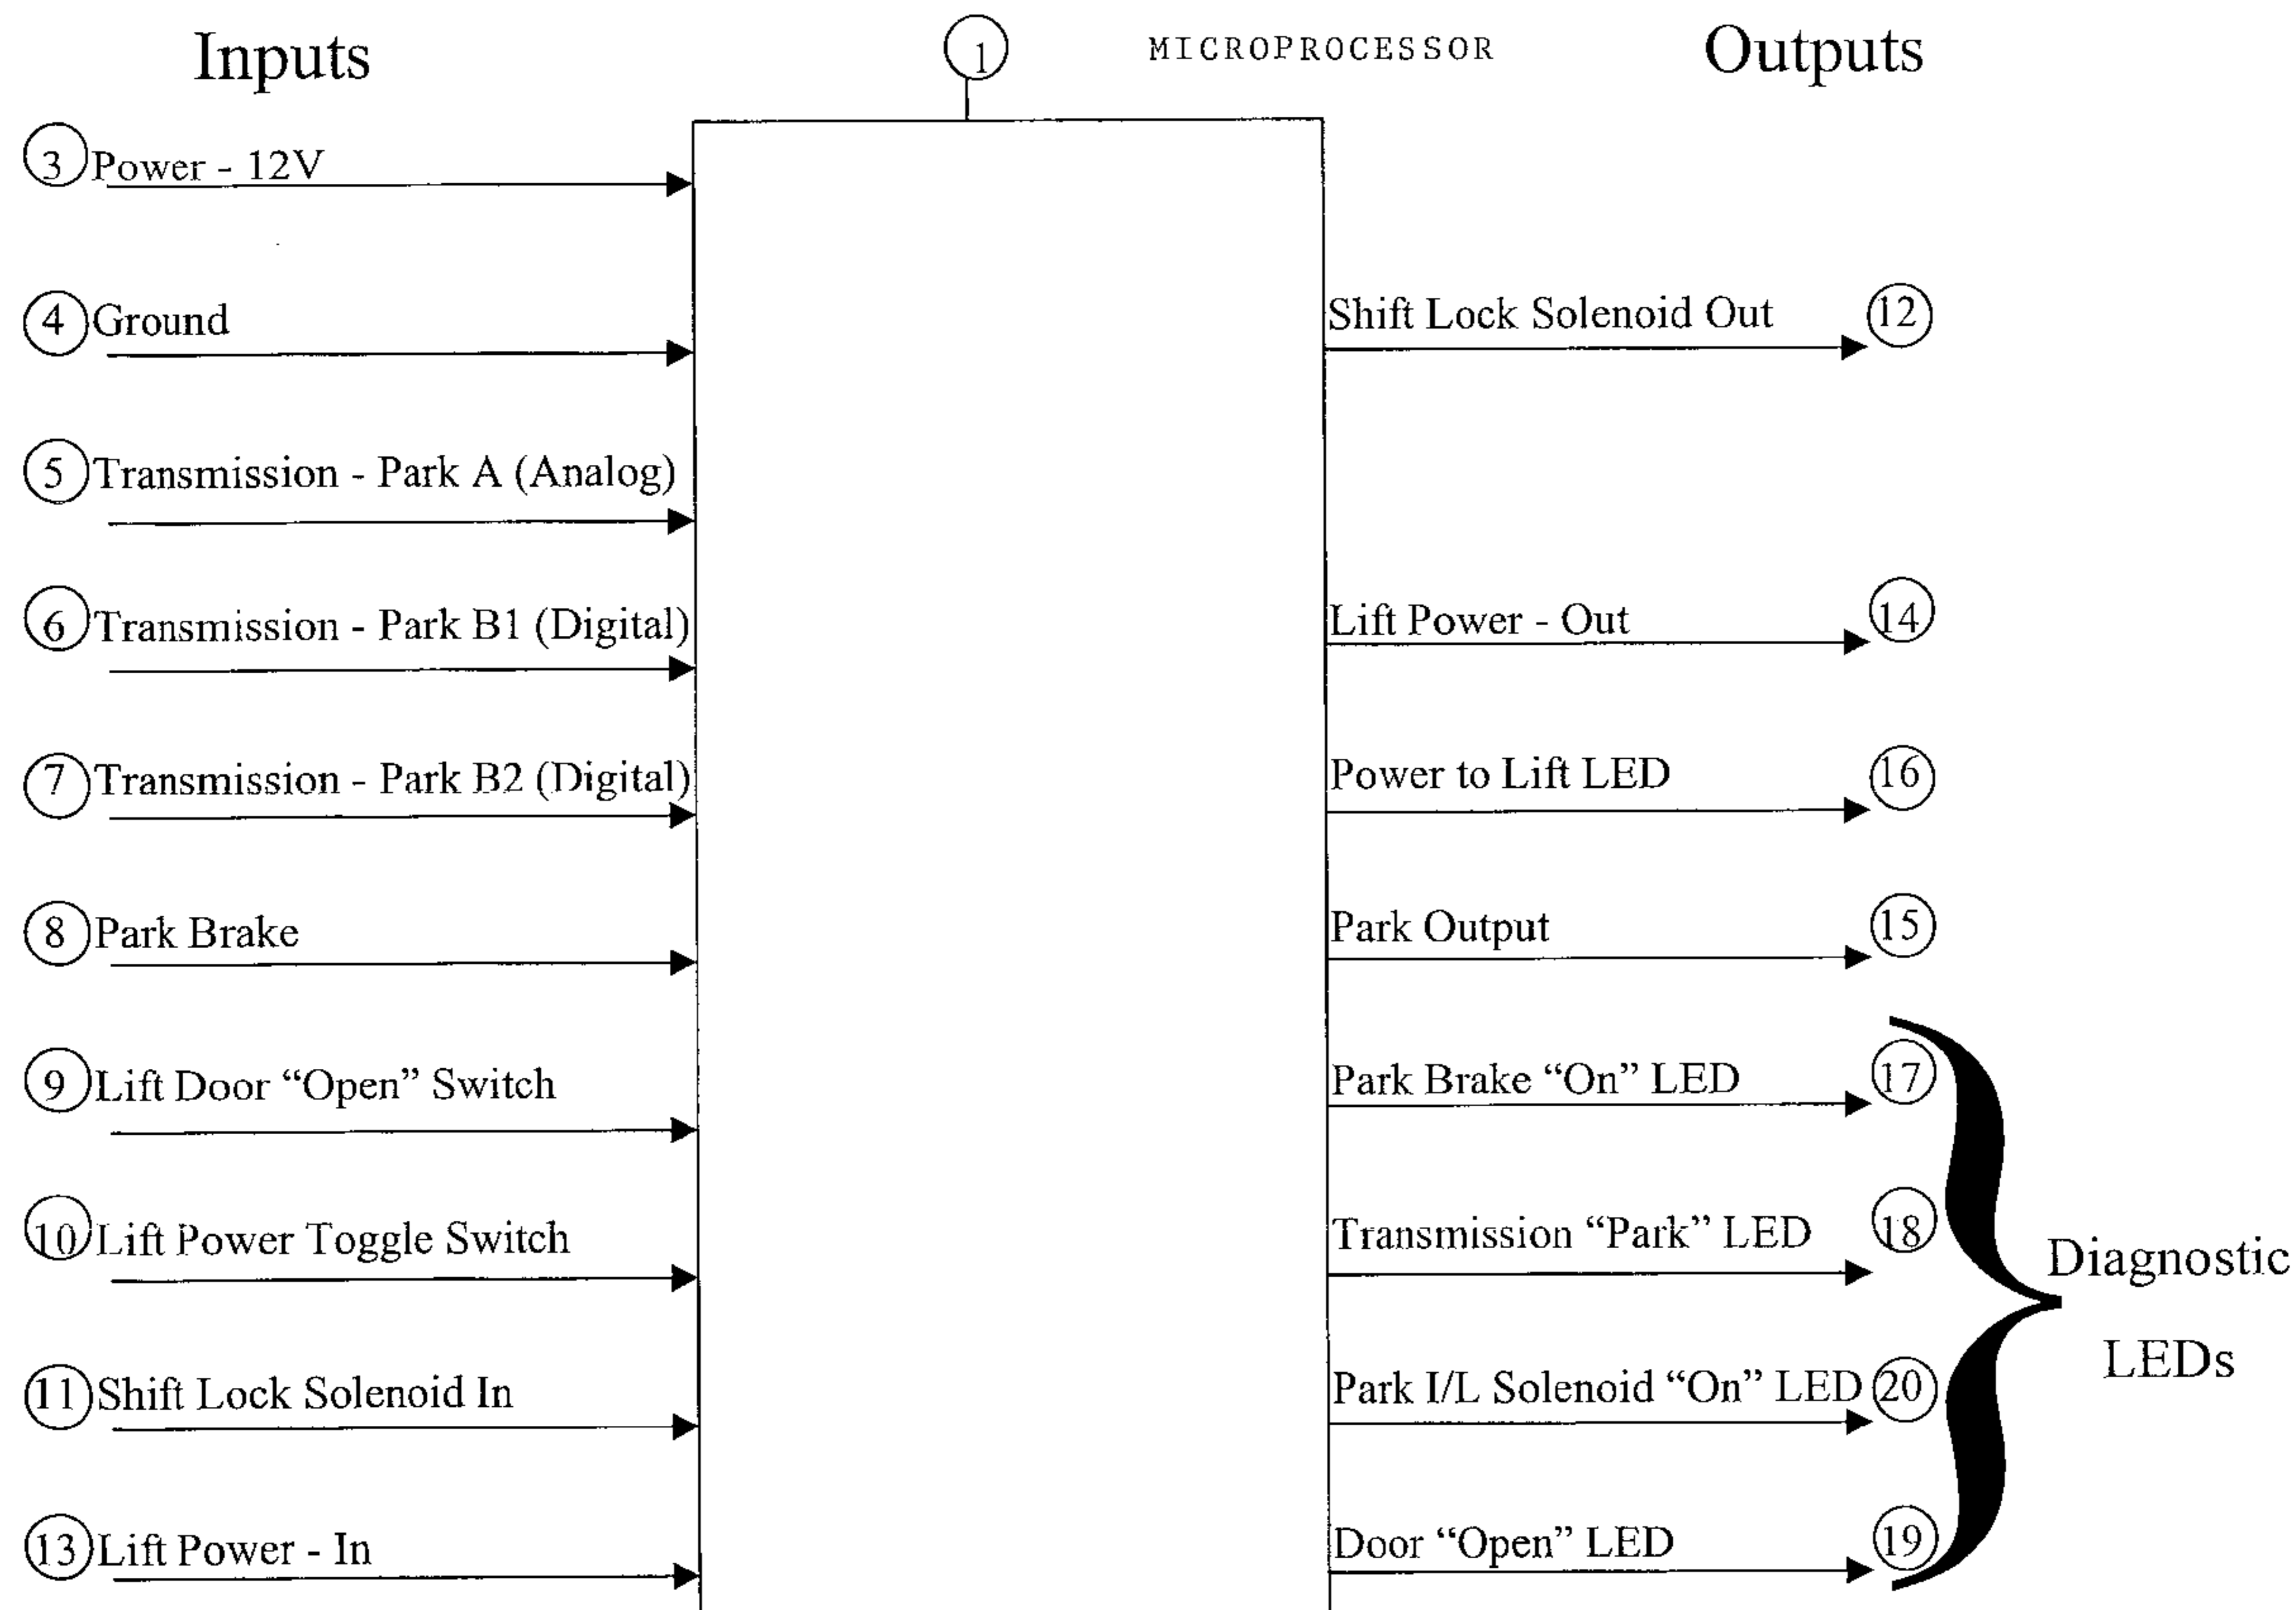 Inputs
1 MICROPROCESSOR
Outputs
3 Power - 12V
4 Ground
5 Transmission - Park A (Analog)
6 Transmission - Park B1 (Digital)
7 Transmission - Park B2 (Digital)
8 Park Brake
9 Lift Door “Open” Switch
10 Lift Power Toggle Switch
11 Shift Lock Solenoid In
13 Lift Power - In
Shift Lock Solenoid Out 12
Lift Power - Out 14
Power to Lift LED 16
Park Output 15
Park Brake “On” LED 17
Transmission “Park” LED 18
Park I/L Solenoid “On” LED 20
Door “Open” LED 19
Diagnostic
LEDs